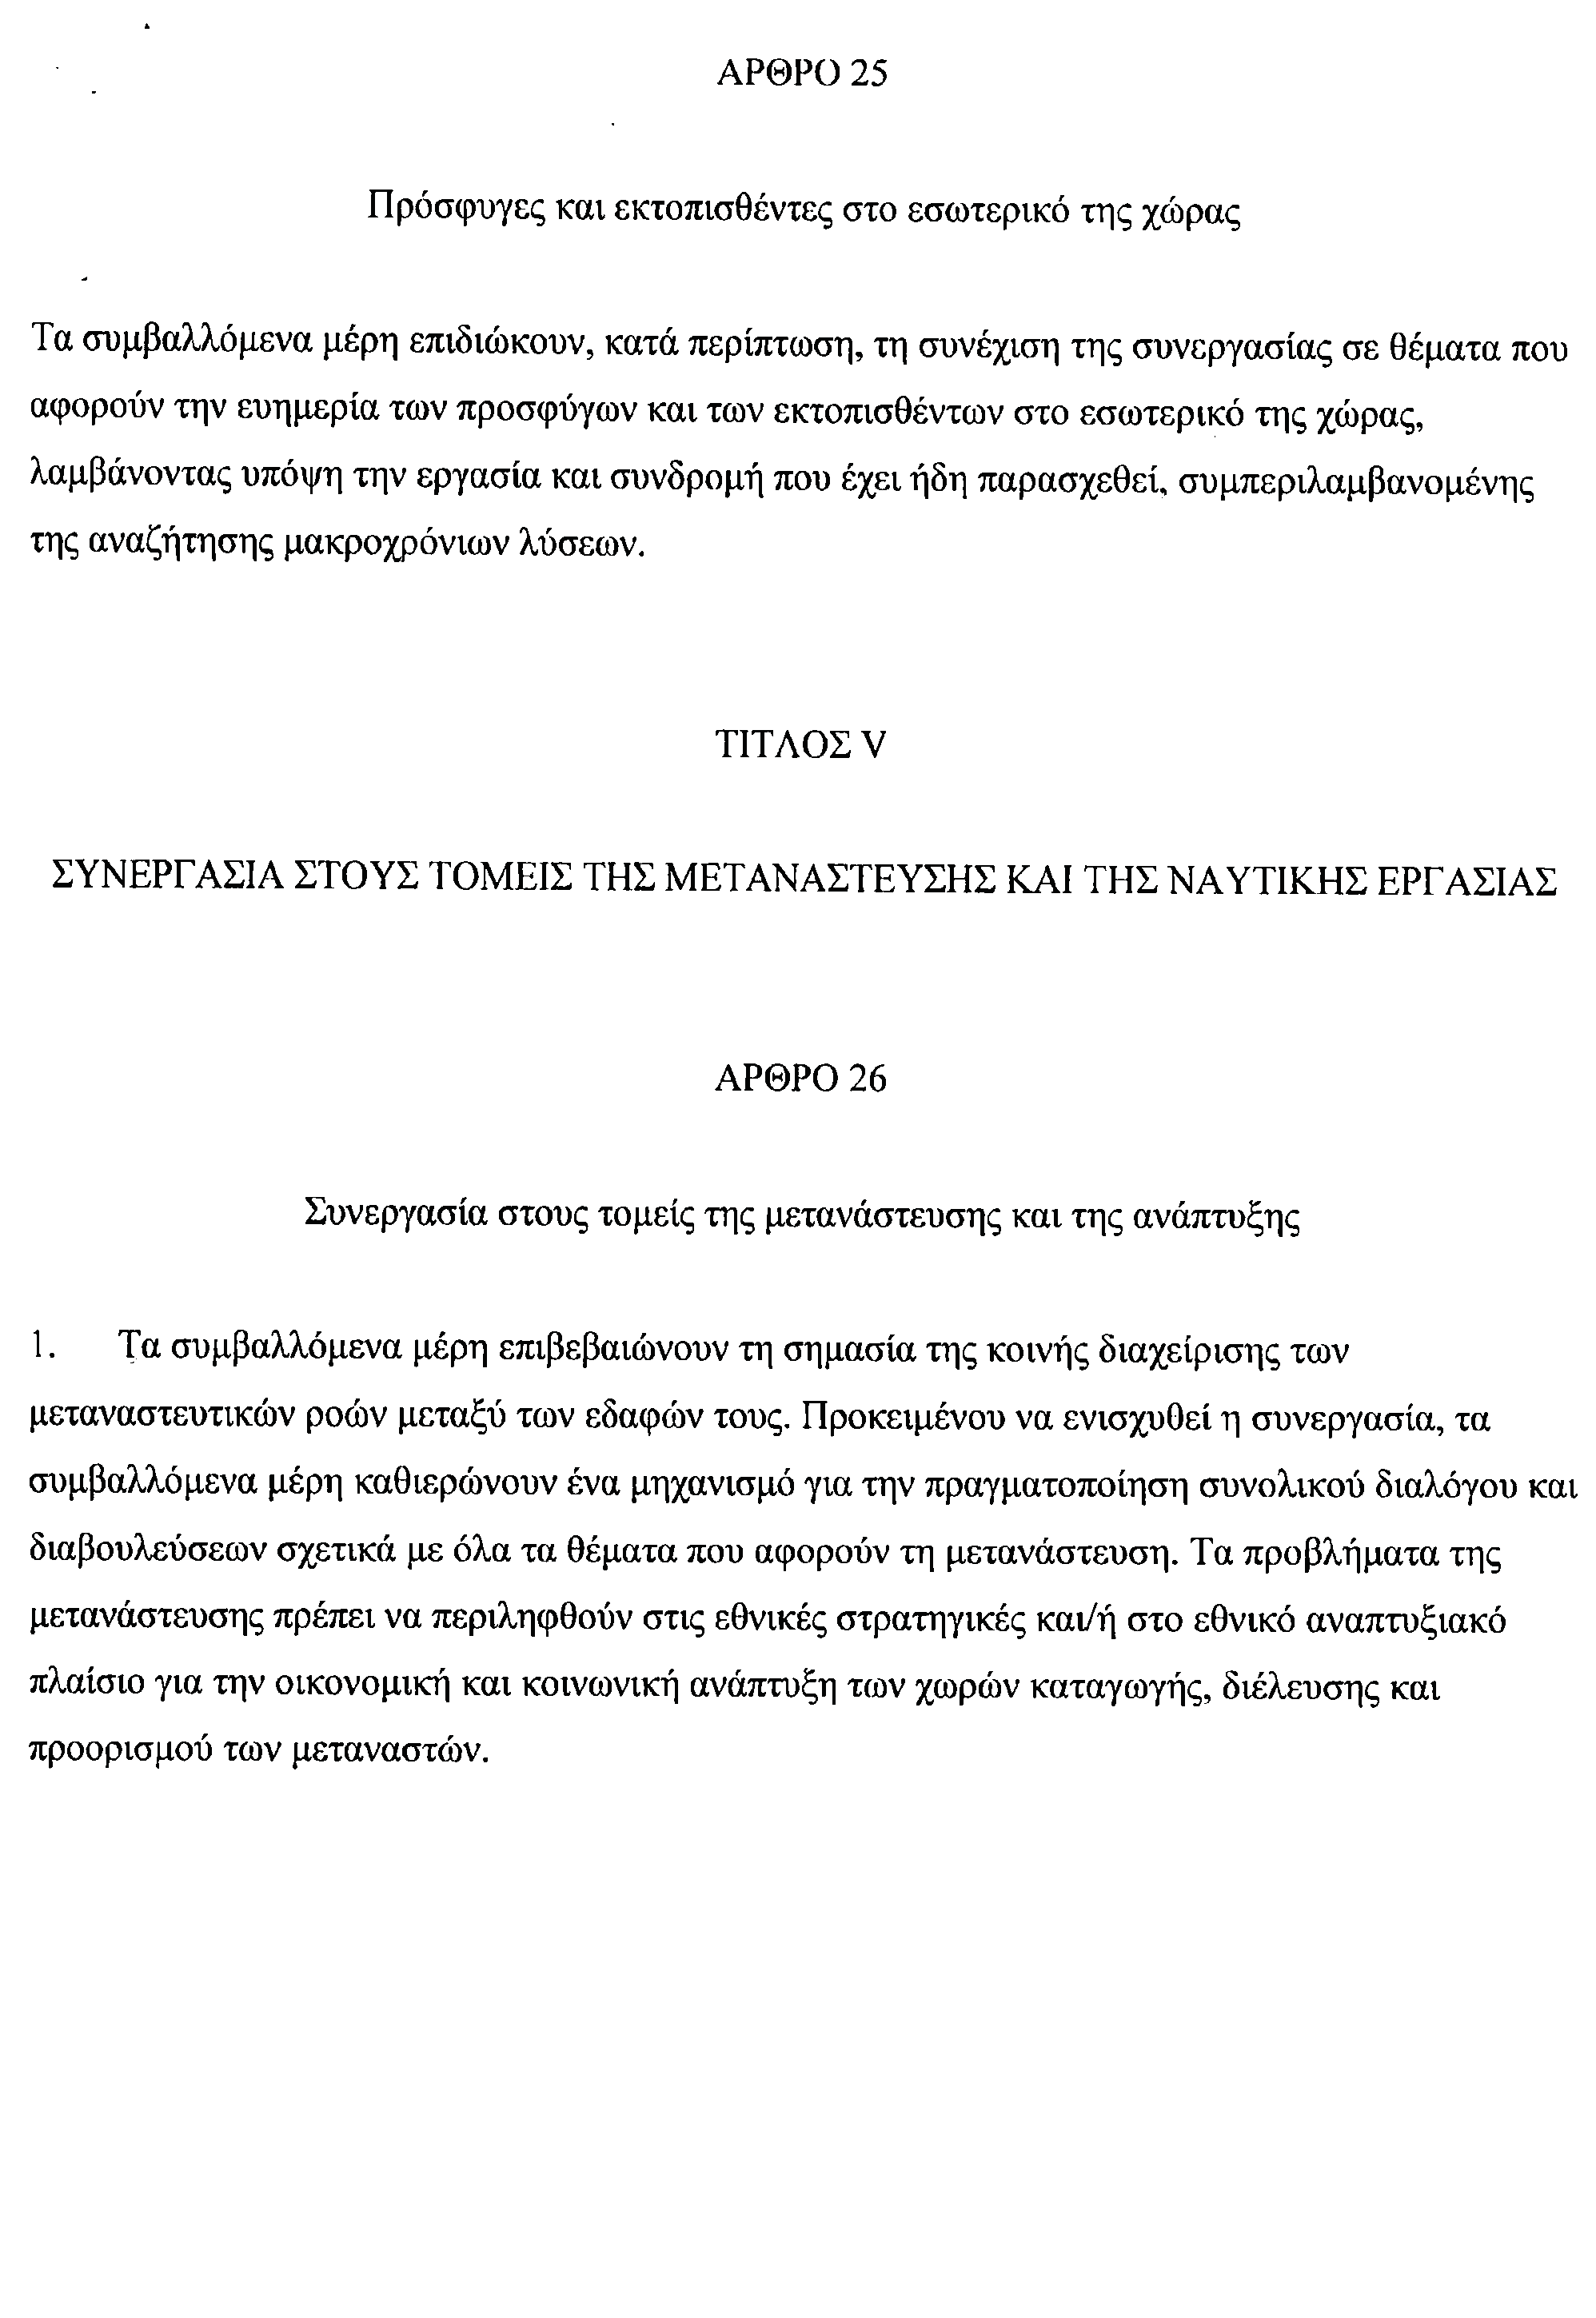 ΑΡΘΡΟ 25
Πρόσφυγες και εκτοπισθέντες στο εσωτερικό της χώρας
Τα συμβαλλόμενα μέρη επιδιώκουν, κατά περίπτωση, τη συνέχιση της συνεργασίας σε θέματα που
αφορούν την ευημερία των προσφύγων και των εκτοπισθέντων στο εσωτερικό της χώρας,
λαμβάνοντας υπόψη την εργασία και συνδρομή που έχει ήδη παρασχεθεί, συμπεριλαμβανομένης
της αναζήτησης μακροχρόνιων λύσεων.
ΤΙΤΛΟΣ V
ΣΥΝΕΡΓΑΣΙΑ ΣΤΟΥΣ ΤΟΜΕΙΣ ΤΗΣ ΜΕΤΑΝΑΣΤΕΥΣΗΣ ΚΑΙ ΤΗΣ ΝΑΥΤΙΚΗΣ ΕΡΓΑΣΙΑΣ
ΑΡΘΡΟ 26
Συνεργασία στους τομείς της μετανάστευσης και της ανάπτυξης
1. Τα συμβαλλόμενα μέρη επιβεβαιώνουν τη σημασία της κοινής διαχείρισης των
μεταναστευτικών ροών μεταξύ των εδαφών τους. Προκειμένου να ενισχυθεί η συνεργασία, τα
συμβαλλόμενα μέρη καθιερώνουν ένα μηχανισμό για την πραγματοποίηση συνολικού διαλόγου και
διαβουλεύσεων σχετικά με όλα τα θέματα που αφορούν τη μετανάστευση. Τα προβλήματα της
μετανάστευσης πρέπει να περιληφθούν στις εθνικές στρατηγικές και/ή στο εθνικό αναπτυξιακό
πλαίσιο για την οικονομική και κοινωνική ανάπτυξη των χωρών καταγωγής, διέλευσης και
προορισμού των μεταναστών.